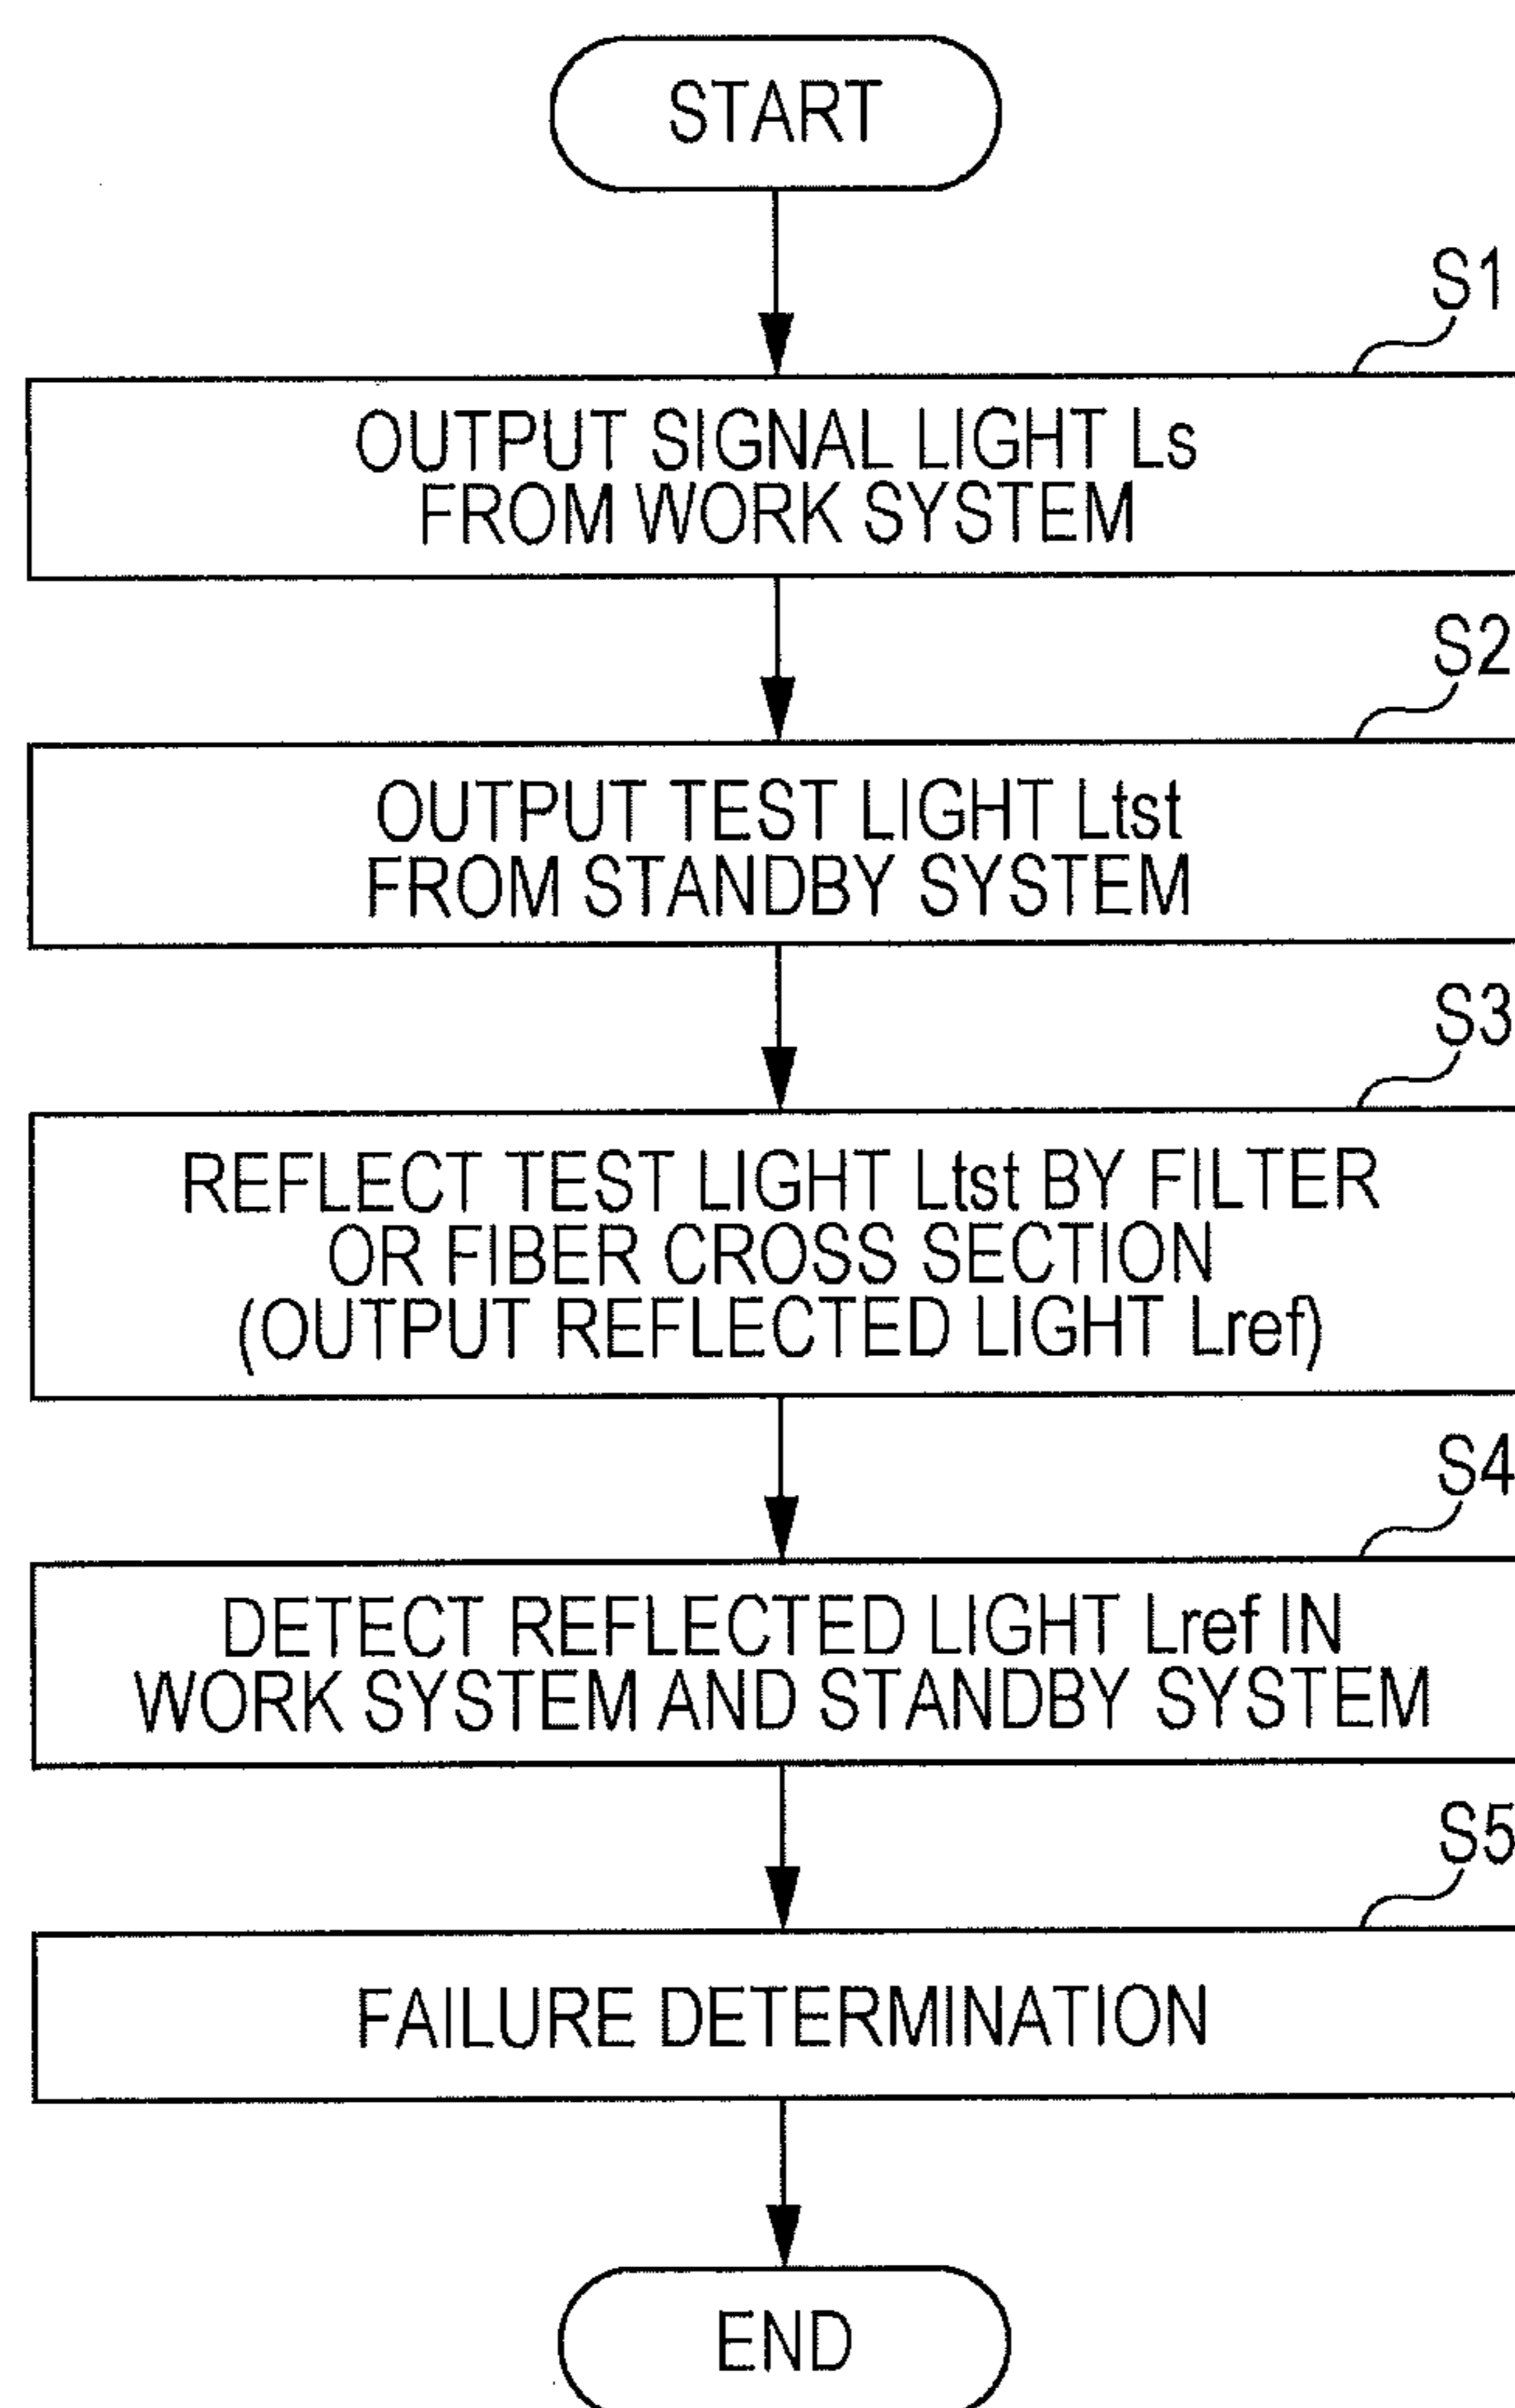 START
S1
OUTPUT SIGNAL LIGHT Ls
FROM WORK SYSTEM
S2
OUTPUT TEST LIGHT Ltst
FROM STANDBY SYSTEM
S3
REFLECT TEST LIGHT Ltst BY FILTER
OR FIBER CROSS SECTION
(OUTPUT REFLECTED LIGHT Lref)
S4
DETECT REFLECTED LIGHT Lref IN
WORK SYSTEM AND STANDBY SYSTEM
S5
FAILURE DETERMINATION
END